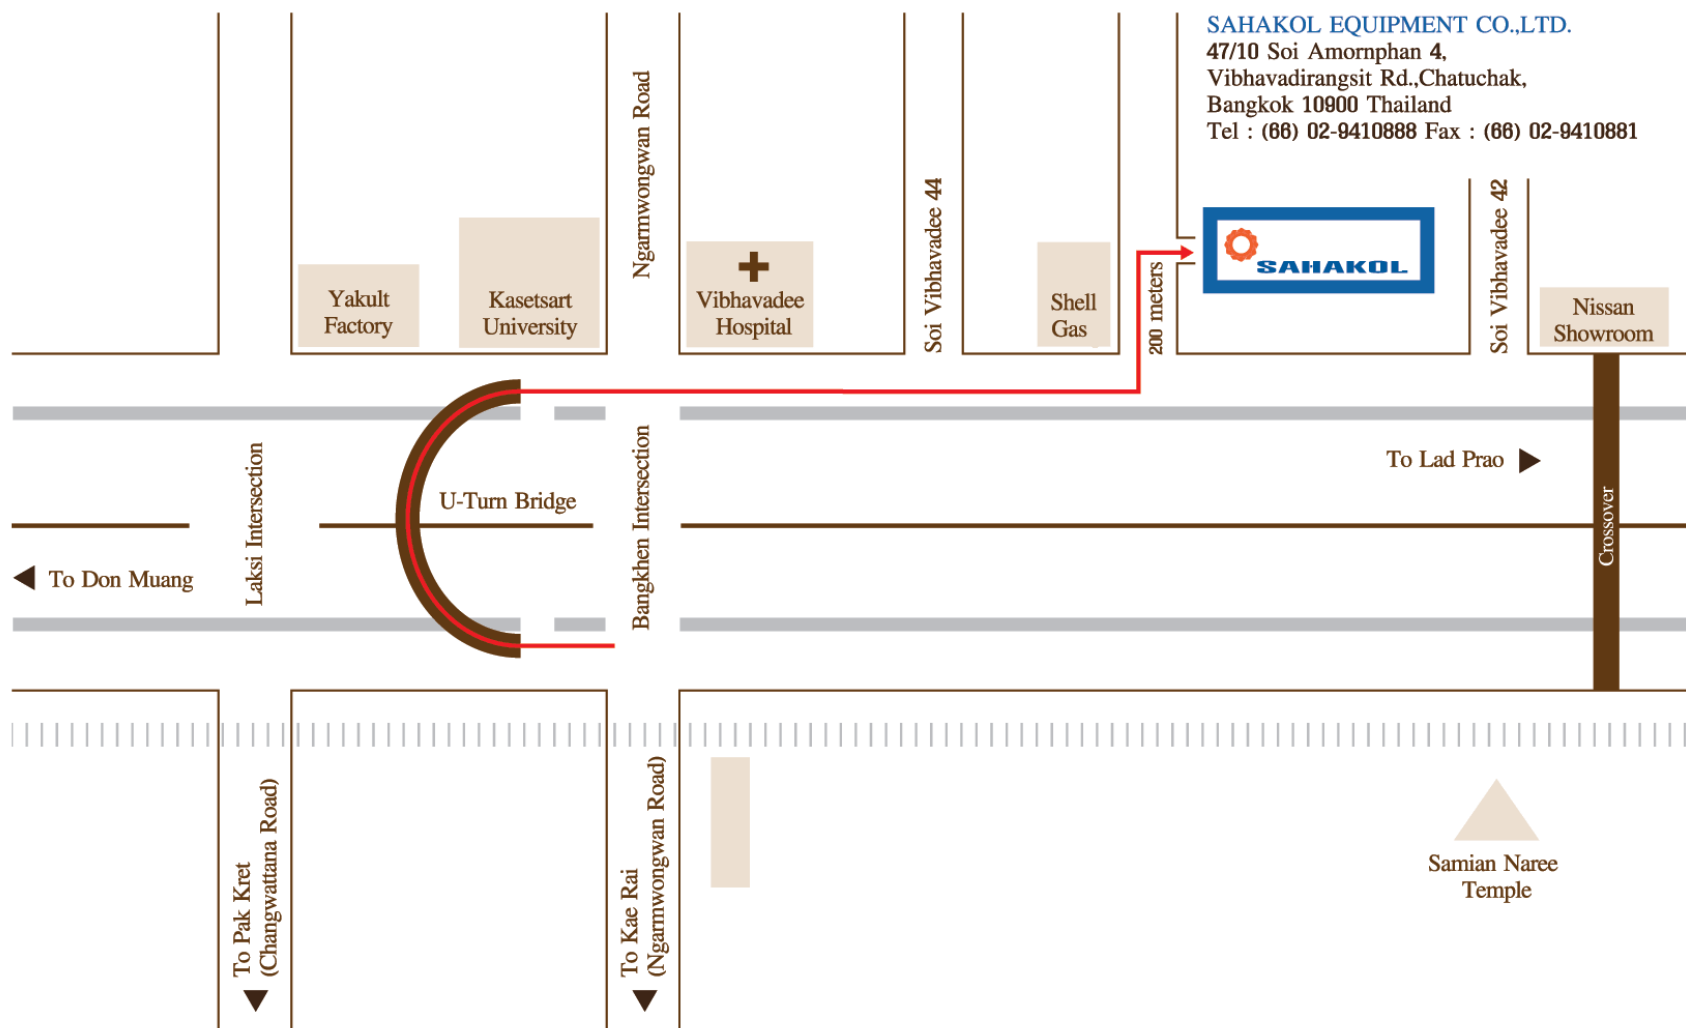 SAHAKOL EQUIPMENT CO.,LTD.
47/10 Soi Amornphan 4,
Vibhavadirangsit Rd.,Chatuchak,
Bangkok 10900 Thailand
Tel : (66) 02-9410888 Fax : (66) 02-9410881
Ngarmwongwan Road
Soi Vibhavadee 44
200 meters
SAHAKOL
Soi Vibhavadee 42
Yakult
Factory
Kasetsart
University
Vibhavadee
Hospital
Shell
Gas
Nissan
Showroom
Laksi Intersection
U-Turn Bridge
Bangkhen Intersection
To Lad Prao
Crossover
To Don Muang
To Pak Kret
(Changwattana Road)
To Kae Rai
(Ngarmwongwan Road)
Samian Naree
Temple